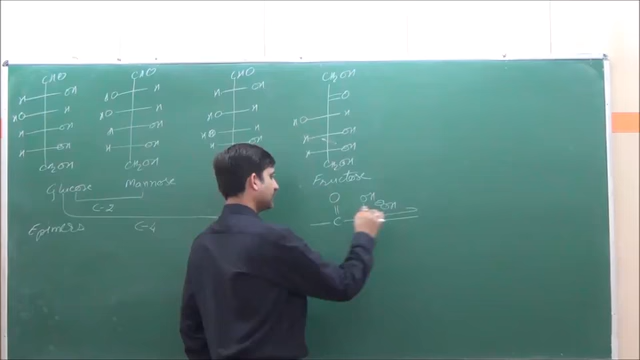 CHO CHO CHO CH2OH
H OH HO H H OH O
HO H HO H HO H HO H
H OH H OH HO H H OH
H OH H OH H OH H OH
CH2OH CH2OH CH2OH
Glucose Mannose Fructose
C-2
Epimers C-4
O OH
C